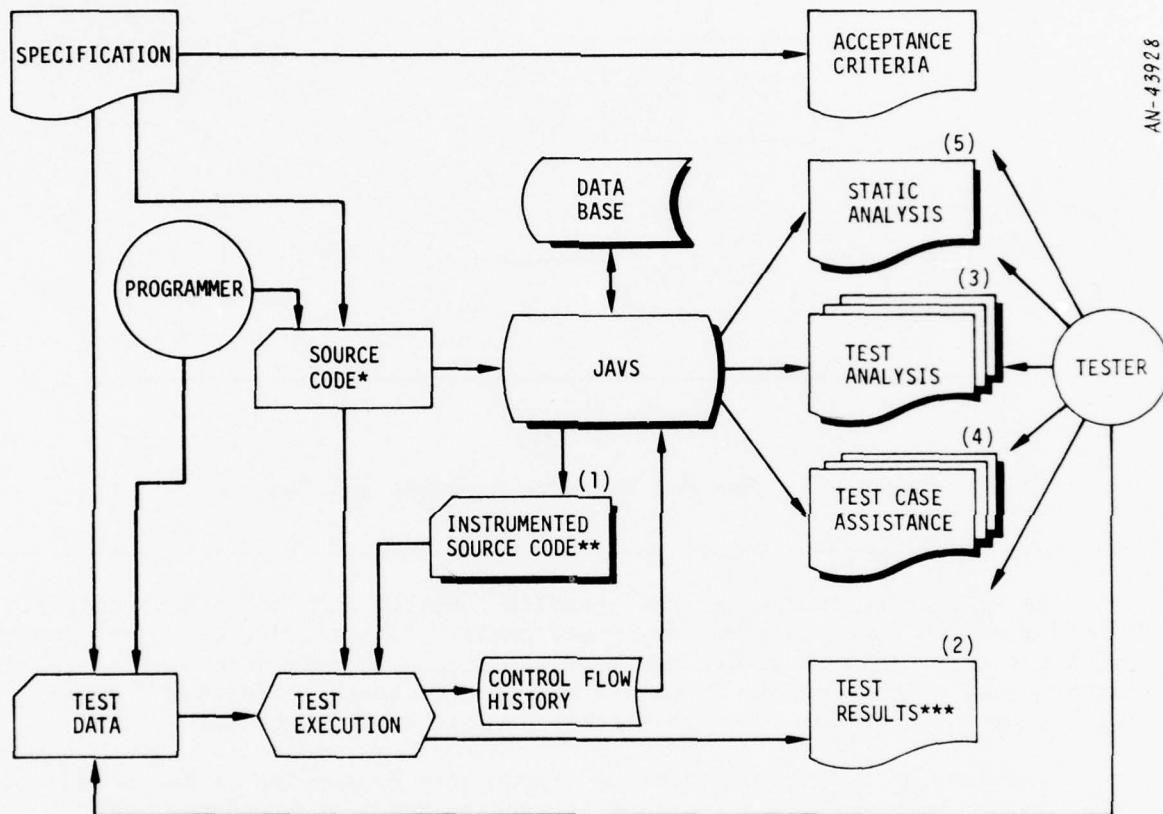 SPECIFICATION
ACCEPTANCE
CRITERIA
AN-43928
(5)
DATA
BASE
STATIC
ANALYSIS
PROGRAMMER
(3)
SOURCE
CODE*
JAVS
TEST
ANALYSIS
TESTER
(4)
(1)
INSTRUMENTED
SOURCE CODE**
TEST CASE
ASSISTANCE
(2)
TEST
DATA
TEST
EXECUTION
CONTROL FLOW
HISTORY
TEST
RESULTS***